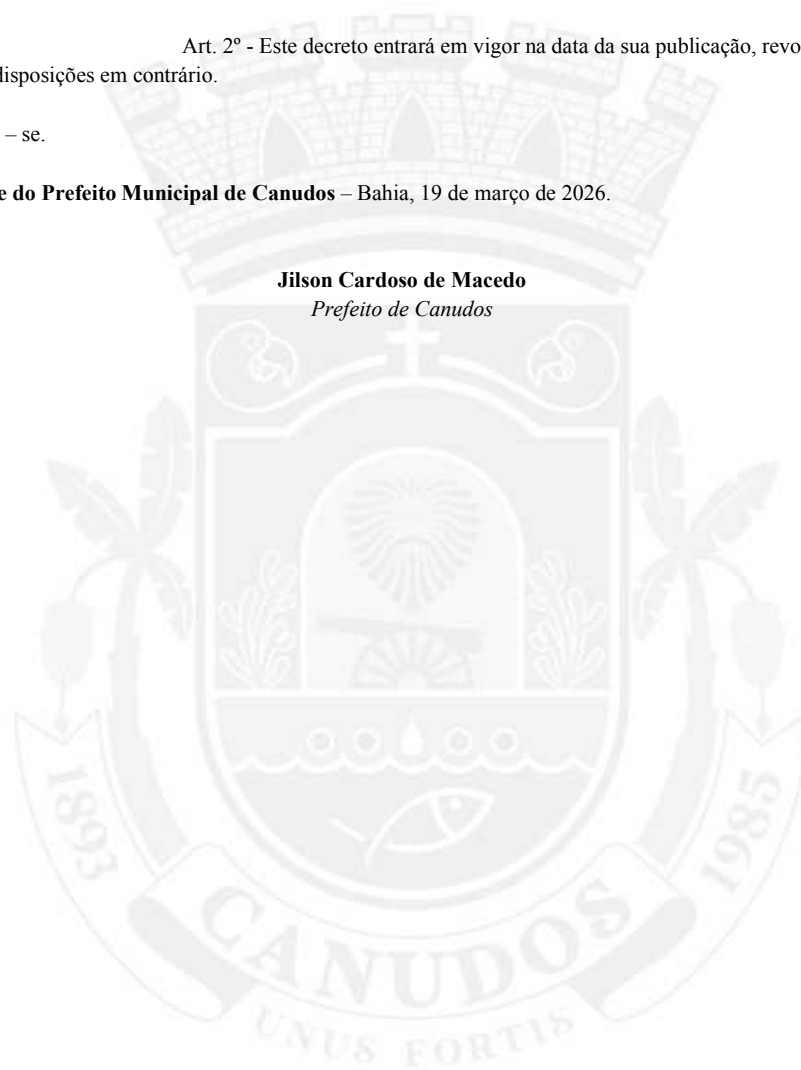 Art. 2º - Este decreto entrará em vigor na data da sua publicação, revo
disposições em contrário.
– se.
e do Prefeito Municipal de Canudos – Bahia, 19 de março de 2026.
Jilson Cardoso de Macedo
Prefeito de Canudos
1893
1985
CANUDOS
UNUS FORTIS